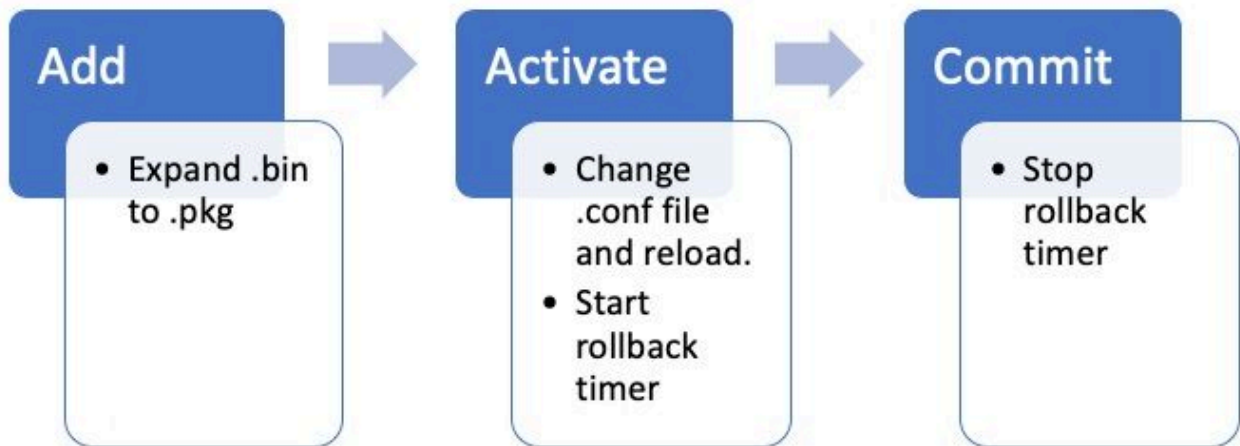 Add
• Expand .bin
to .pkg
Activate
• Change
.conf file
and reload.
• Start
rollback
timer
Commit
• Stop
rollback
timer